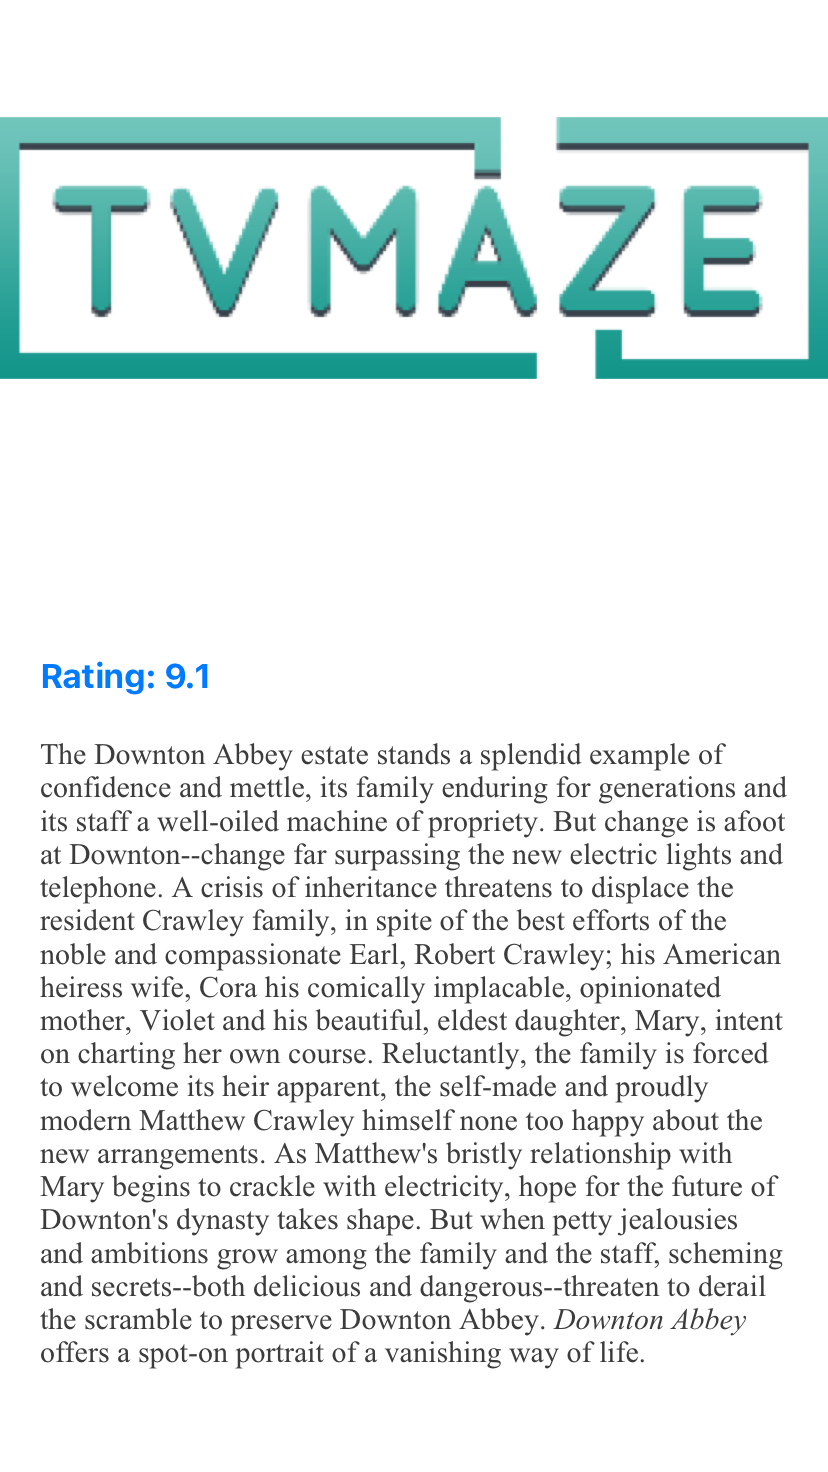 TVMAZE
Rating: 9.1
The Downton Abbey estate stands a splendid example of
confidence and mettle, its family enduring for generations and
its staff a well-oiled machine of propriety. But change is afoot
at Downton--change far surpassing the new electric lights and
telephone. A crisis of inheritance threatens to displace the
resident Crawley family, in spite of the best efforts of the
noble and compassionate Earl, Robert Crawley; his American
heiress wife, Cora his comically implacable, opinionated
mother, Violet and his beautiful, eldest daughter, Mary, intent
on charting her own course. Reluctantly, the family is forced
to welcome its heir apparent, the self-made and proudly
modern Matthew Crawley himself none too happy about the
new arrangements. As Matthew's bristly relationship with
Mary begins to crackle with electricity, hope for the future of
Downton's dynasty takes shape. But when petty jealousies
and ambitions grow among the family and the staff, scheming
and secrets--both delicious and dangerous--threaten to derail
the scramble to preserve Downton Abbey. Downton Abbey
offers a spot-on portrait of a vanishing way of life.